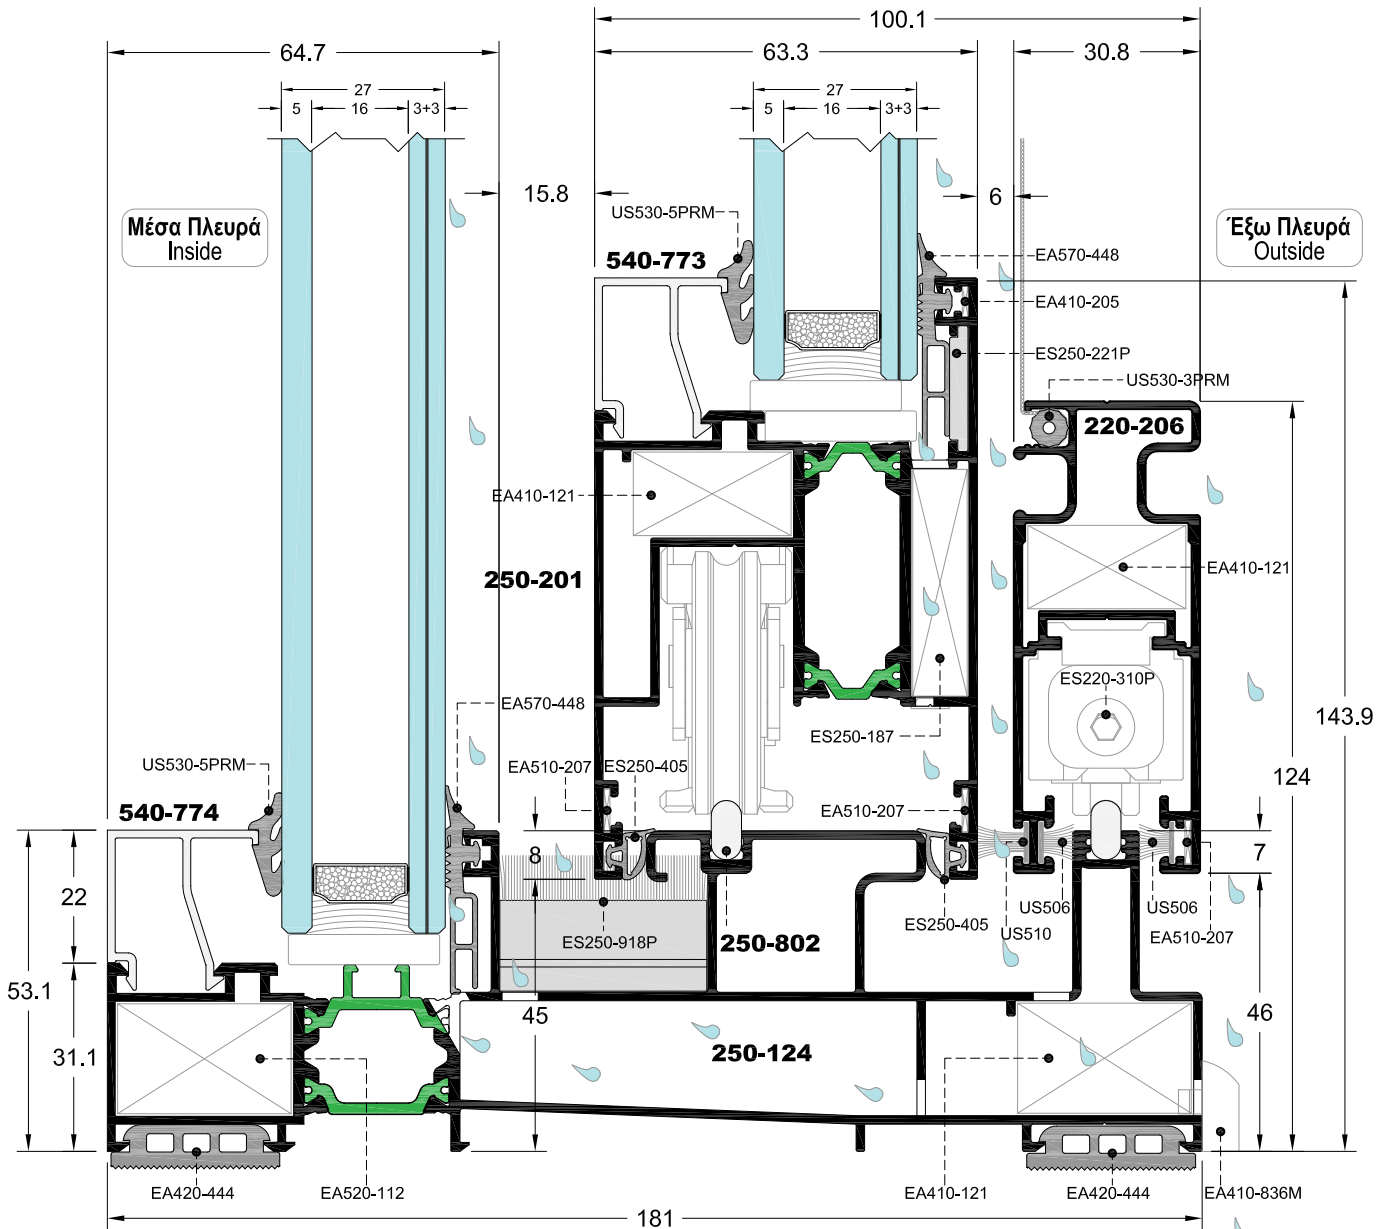 100.1
64.7
63.3
30.8
27
27
5
16
3+3
5
16
3+3
15.8
6
US530-5PRM
Μέσα Πλευρά
Inside
Έξω Πλευρά
Outside
540-773
EA570-448
EA410-205
ES250-221P
US530-3PRM
220-206
EA410-121
250-201
EA410-121
ES220-310P
EA570-448
143.9
ES250-187
US530-5PRM
EA510-207
ES250-405
124
540-774
EA510-207
8
7
22
ES250-918P
250-802
ES250-405
US510
US506
US506
EA510-207
53.1
45
46
31.1
250-124
EA420-444
EA520-112
EA410-121
EA420-444
EA410-836M
181